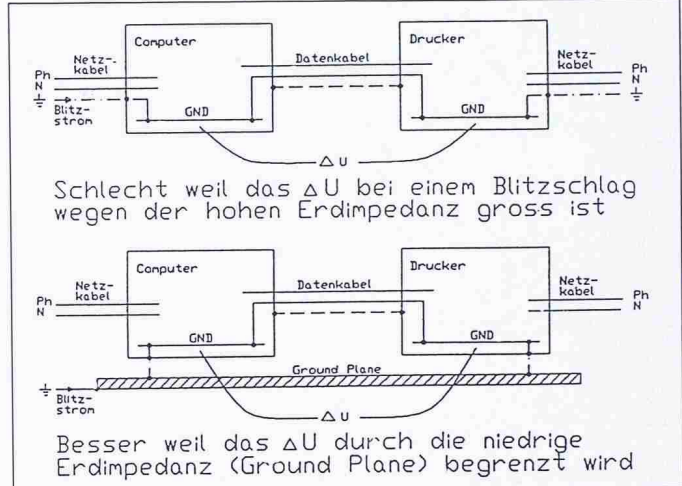 Computer
Drucker
Netz-
kabel
Datenkabel
Netz-
kabel
Ph
N
Ph
N
Blitz-
strom
GND
GND
ΔU
Schlecht weil das ΔU bei einem Blitzschlag
wegen der hohen Erdimpedanz gross ist
Computer
Drucker
Netz-
kabel
Datenkabel
Netz-
kabel
Ph
N
Ph
N
GND
GND
Ground Plane
Blitz-
strom
ΔU
Besser weil das ΔU durch die niedrige
Erdimpedanz (Ground Plane) begrenzt wird